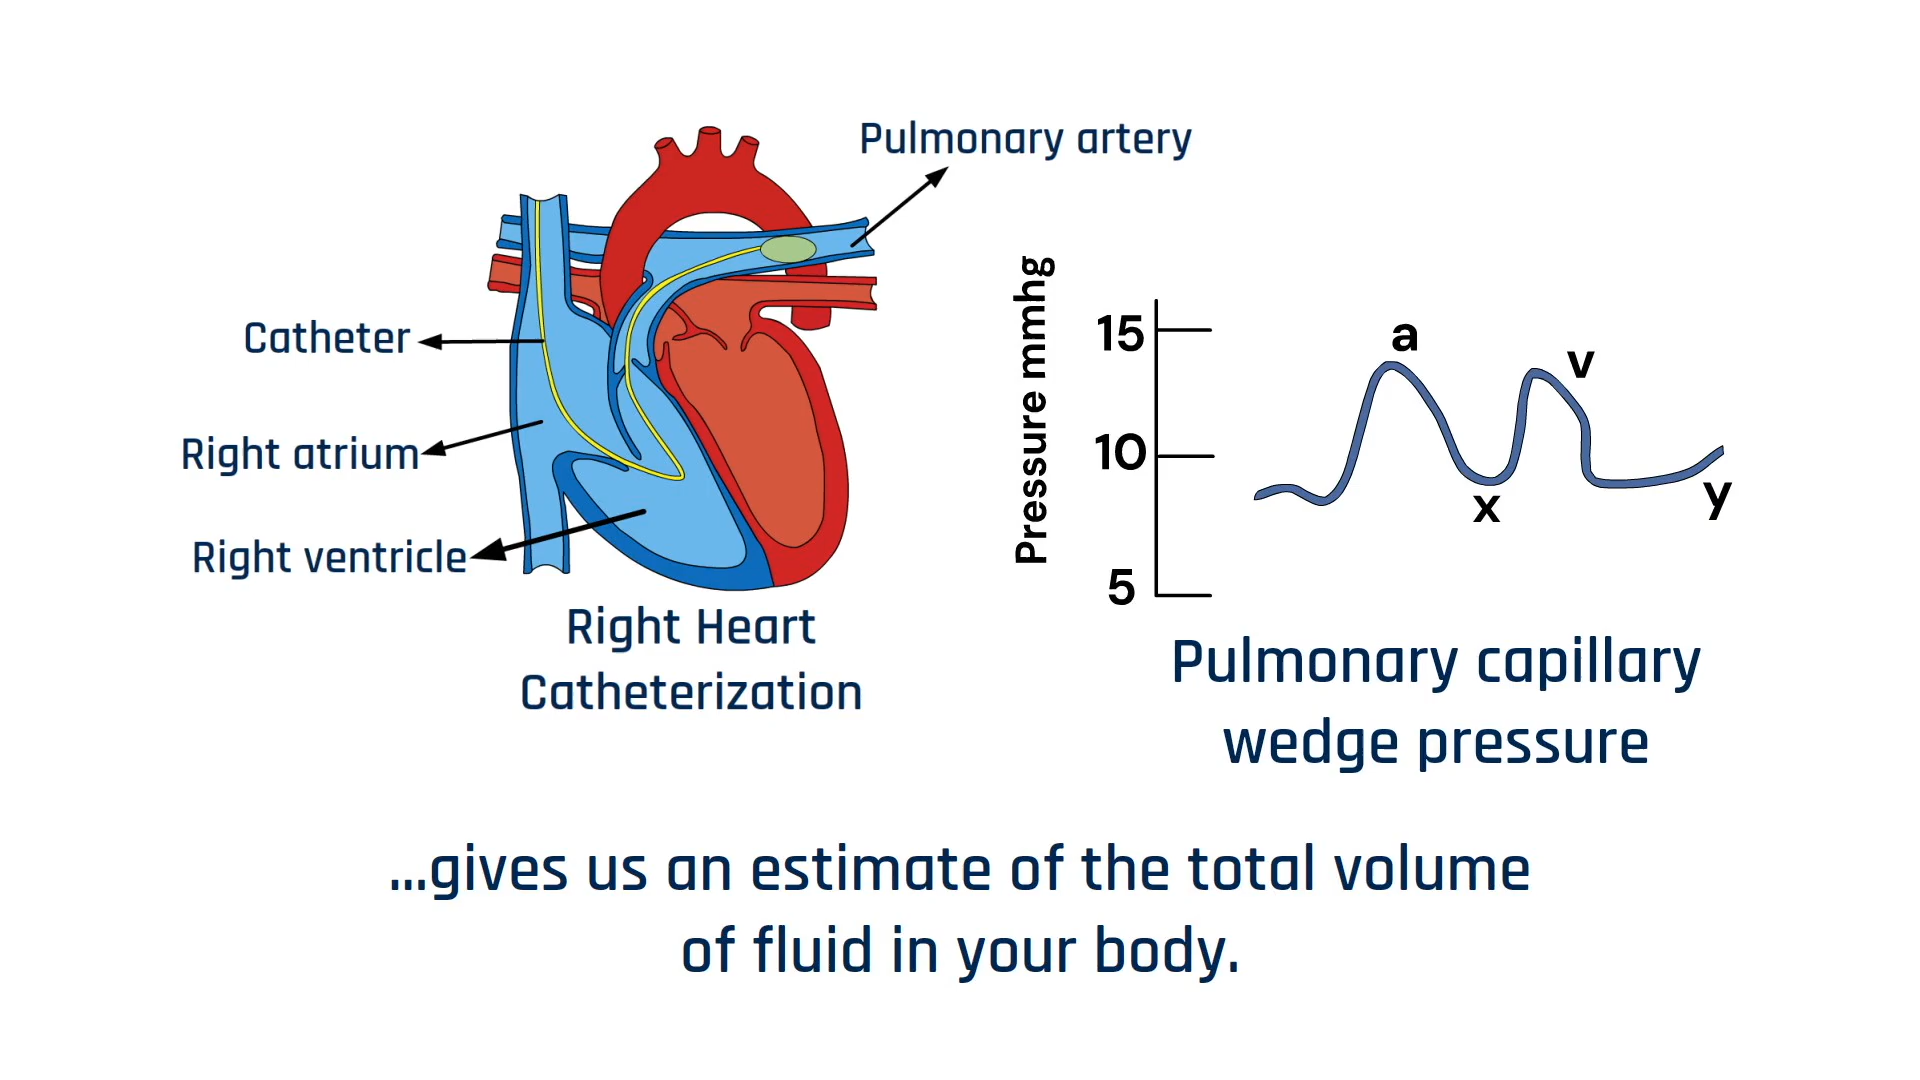 Pulmonary artery
Catheter
Right atrium
Right ventricle
Right Heart
Catheterization
Pressure mmhg
15
10
5
a
v
x
y
Pulmonary capillary
wedge pressure
...gives us an estimate of the total volume
of fluid in your body.